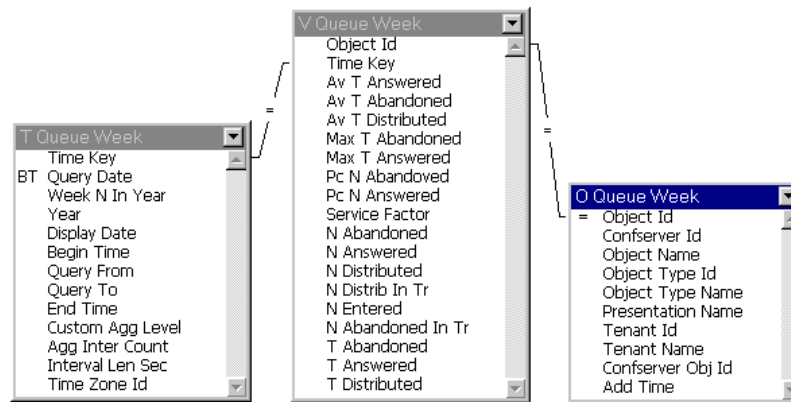 V Queue Week
Object Id
Time Key
Av T Answered
Av T Abandoned
Av T Distributed
Max T Abandoned
Max T Answered
Pc N Abandoved
Pc N Answered
Service Factor
N Abandoned
N Answered
N Distributed
N Distrib In Tr
N Entered
N Abandoned In Tr
T Abandoned
T Answered
T Distributed
=
T Queue Week
Time Key
BT Query Date
Week N In Year
Year
Display Date
Begin Time
Query From
Query To
End Time
Custom Agg Level
Agg Inter Count
Interval Len Sec
Time Zone Id
=
O Queue Week
= Object Id
Confserver Id
Object Name
Object Type Id
Object Type Name
Presentation Name
Tenant Id
Tenant Name
Confserver Obj Id
Add Time